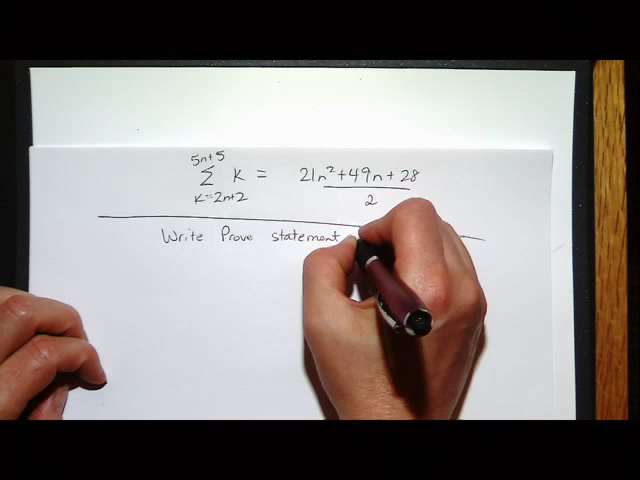 5n+5
Σ k = 21n²+49n+28
k=2n+2 2
Write Prove statement